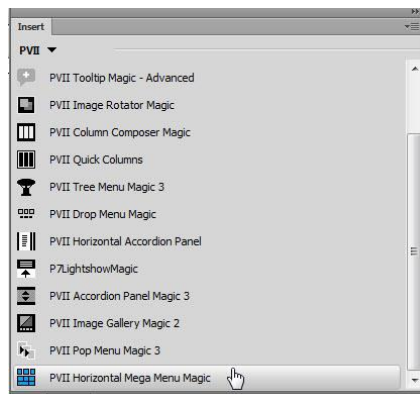 Insert
PVII
PVII Tooltip Magic - Advanced
PVII Image Rotator Magic
PVII Column Composer Magic
PVII Quick Columns
PVII Tree Menu Magic 3
PVII Drop Menu Magic
PVII Horizontal Accordion Panel
P7LightshowMagic
PVII Accordion Panel Magic 3
PVII Image Gallery Magic 2
PVII Pop Menu Magic 3
PVII Horizontal Mega Menu Magic